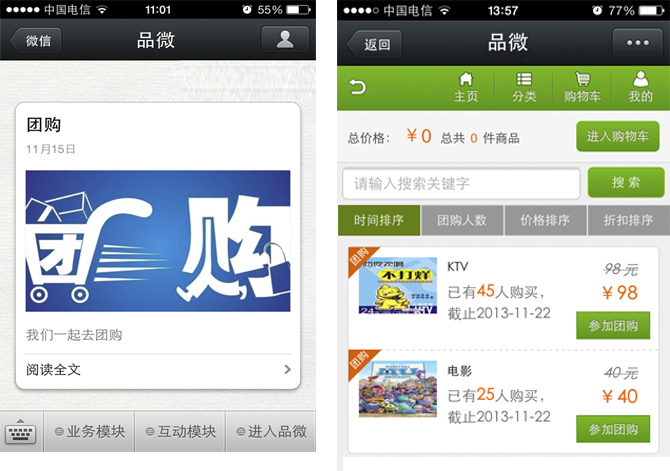 中国电信 11:01 55%
微信 品微
团购
11月15日
团购
我们一起去团购
阅读全文
业务模块 互动模块 进入品微
中国电信 13:57 77%
返回 品微
主页 分类 购物车 我的
总价格： ¥0 总共 0 件商品 进入购物车
请输入搜索关键字 搜 索
时间排序 团购人数 价格排序 折扣排序
团购
不打烊
KTV 98 元
已有45人购买， ¥98
截止2013-11-22 参加团购
团购
电影 40 元
已有25人购买， ¥40
截止2013-11-22 参加团购